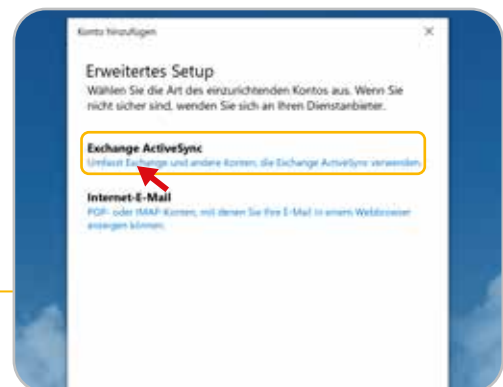 Konto hinzufügen
Erweitertes Setup
Wählen Sie die Art des einzurichtenden Kontos aus. Wenn Sie
nicht sicher sind, wenden Sie sich an Ihren Dienstanbieter.
Exchange ActiveSync
Umfasst Exchange und andere Konten, die Exchange ActiveSync verwenden
Internet-E-Mail
POP- oder IMAP-Konten, mit denen Sie Ihre E-Mail in einem Webbrowser
anzeigen können.